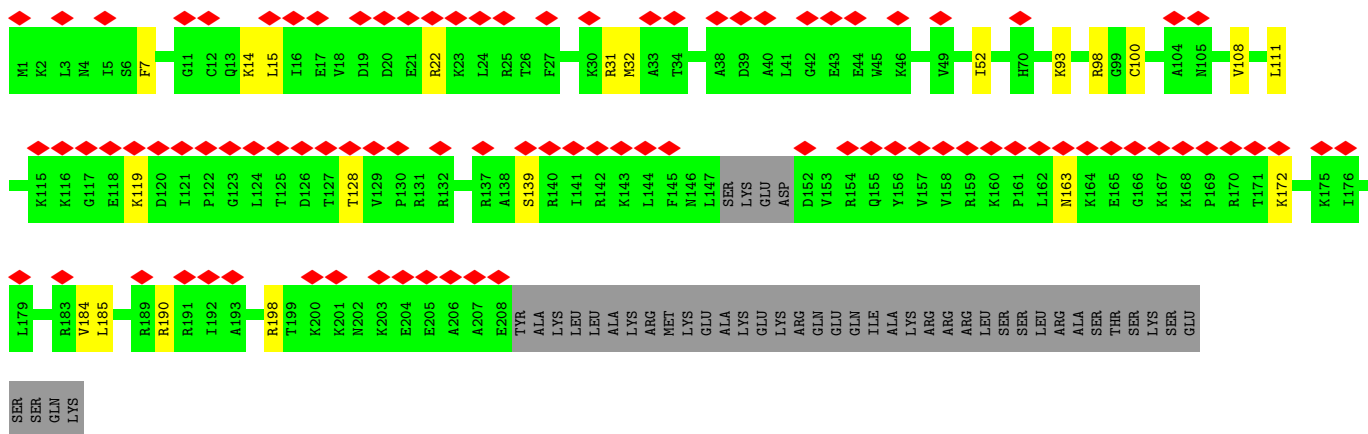 M1 K2 L3 N4 I5 S6 F7 G11 C12 Q13 K14 L15 I16 E17 V18 D19 D20 E21 R22 K23 L24 R25 T26 F27 K30 R31 M32 A33 T34 A38 D39 A40 L41 G42 E43 E44 W45 K46 V49 I52 H70 K93 R98 G99 C100 A104 N105 V108 L111
K115 K116 G117 E118 K119 D120 I121 P122 G123 L124 T125 D126 T127 T128 V129 P130 R131 R132 R137 A138 S139 R140 I141 R142 K143 L144 F145 N146 L147 SER LYS GLU ASP D152 V153 R154 Q155 Y156 V157 V158 R159 K160 P161 L162 N163 K164 E165 G166 K167 K168 P169 R170 T171 K172 K175 I176
L179 R183 V184 L185 R189 R190 R191 I192 A193 R198 T199 K200 K201 N202 K203 E204 E205 A206 A207 E208 TYR ALA LYS LEU LEU ALA LYS ARG MET LYS GLU ALA LYS GLU LYS ARG GLN GLU GLN ILE ALA LYS ARG ARG ARG LEU SER SER LEU ARG ALA SER THR SER LYS SER GLU
SER SER GLN LYS